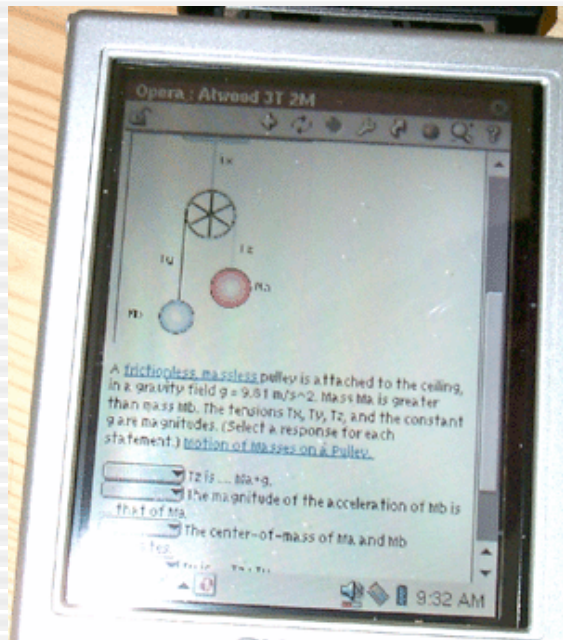 Opera : Atwood 3T 2M
Tx
Ty
Tz
Ma
Mb
A frictionless, massless pulley is attached to the ceiling,
in a gravity field g = 9.81 m/s^2. Mass Ma is greater
than mass Mb. The tensions Tx, Ty, Tz, and the constant
g are magnitudes. (Select a response for each
statement.) Motion of Masses on a Pulley.
Tz is ... Ma*g.
The magnitude of the acceleration of Mb is
... that of Ma.
The center-of-mass of Ma and Mb
9:32 AM